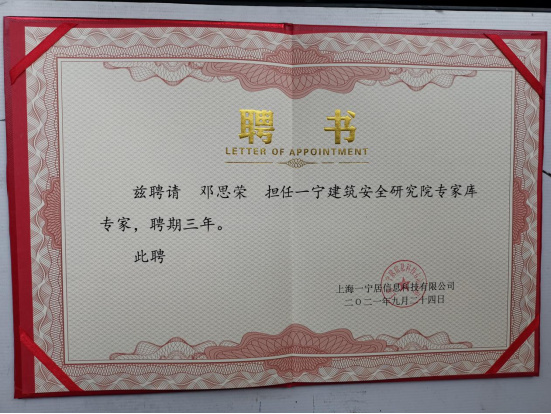 聘 书
LETTER OF APPOINTMENT
兹聘请 邓思荣 担任一宁建筑安全研究院专家库
专家，聘期三年。
此聘
上海一宁居信息科技有限公司
二〇二一年九月二十四日